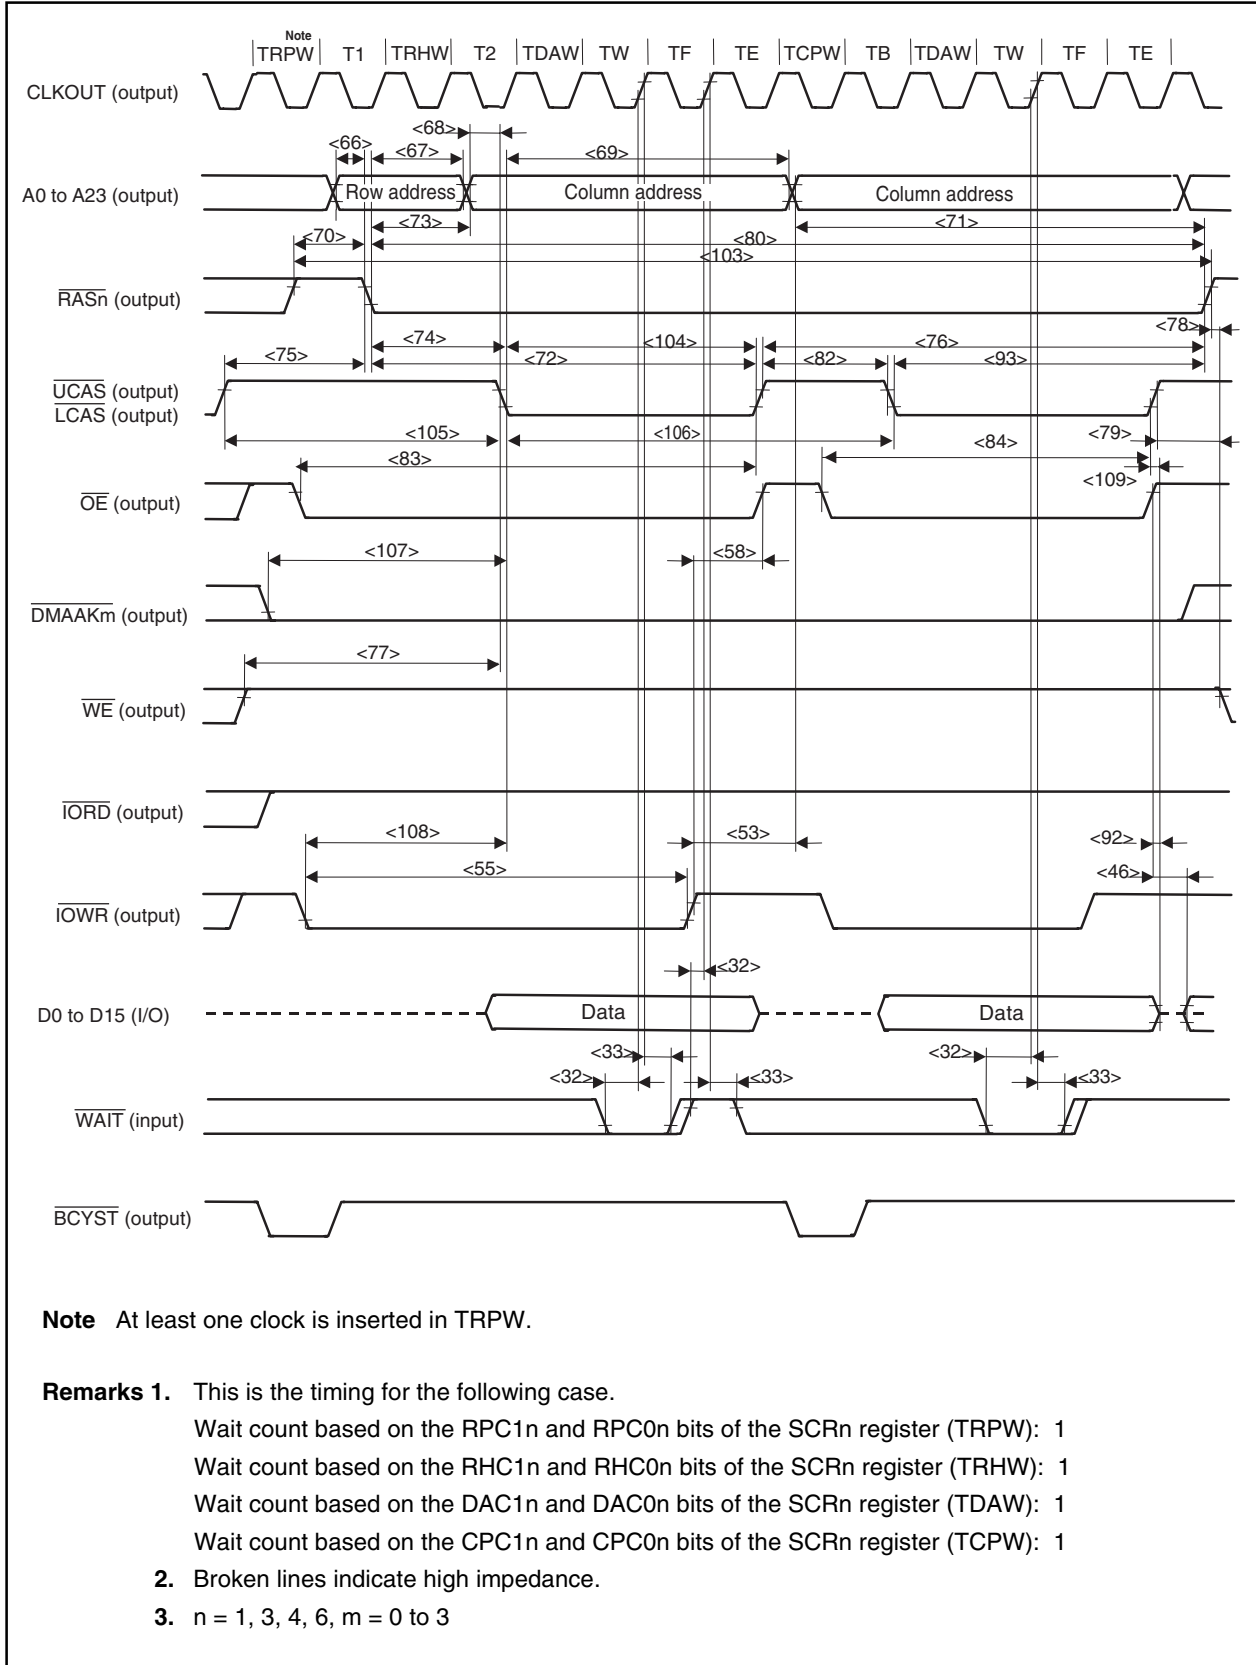 Note
TRPW T1 TRHW T2 TDAW TW TF TE TCPW TB TDAW TW TF TE
CLKOUT (output)
<68>
<66> <67> <69>
A0 to A23 (output) Row address Column address Column address
<70> <73> <71>
<80>
<103>
RASn (output)
<78>
<74> <104> <76>
<75> <72> <82> <93>
UCAS (output)
LCAS (output)
<105> <106> <84> <79>
<83> <109>
OE (output)
<107> <58>
DMAAKm (output)
<77>
WE (output)
IORD (output)
<108> <53> <92>
<55> <46>
IOWR (output)
<32>
D0 to D15 (I/O) Data Data
<33> <32>
<32> <33> <33>
WAIT (input)
BCYST (output)
Note At least one clock is inserted in TRPW.
Remarks 1. This is the timing for the following case.
Wait count based on the RPC1n and RPC0n bits of the SCRn register (TRPW): 1
Wait count based on the RHC1n and RHC0n bits of the SCRn register (TRHW): 1
Wait count based on the DAC1n and DAC0n bits of the SCRn register (TDAW): 1
Wait count based on the CPC1n and CPC0n bits of the SCRn register (TCPW): 1
2. Broken lines indicate high impedance.
3. n = 1, 3, 4, 6, m = 0 to 3